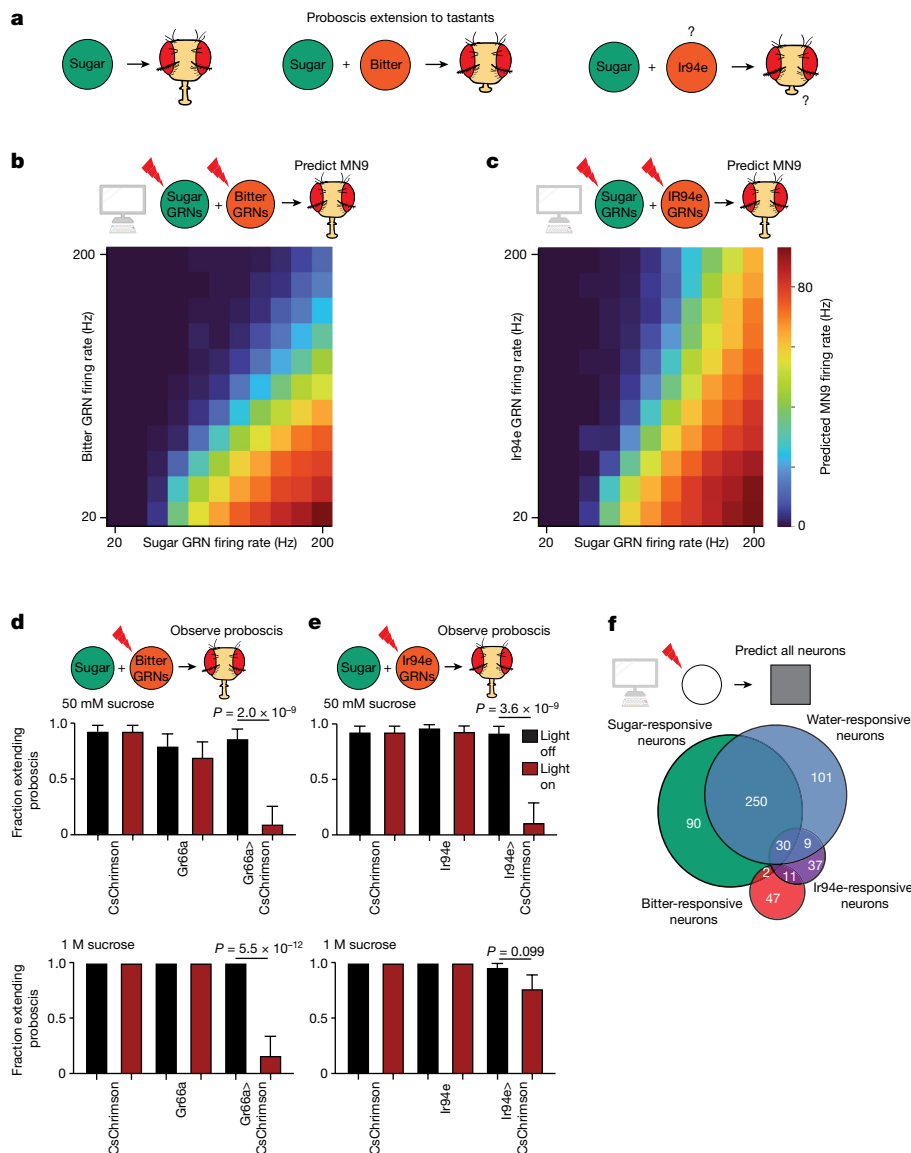 a
Proboscis extension to tastants
Sugar
Sugar + Bitter
?
Sugar + Ir94e
?
b
Predict MN9
Sugar GRNs + Bitter GRNs
200
Bitter GRN firing rate (Hz)
20
20 Sugar GRN firing rate (Hz) 200
c
Predict MN9
Sugar GRNs + IR94e GRNs
200
Ir94e GRN firing rate (Hz)
20
20 Sugar GRN firing rate (Hz) 200
80
0
Predicted MN9 firing rate (Hz)
d
Observe proboscis
Sugar + Bitter GRNs
50 mM sucrose
P = 2.0 × 10−9
1.0
0.5
0
Fraction extending
proboscis
CsChrimson
Gr66a
Gr66a>
CsChrimson
1 M sucrose
P = 5.5 × 10−12
1.0
0.5
0
Fraction extending
proboscis
CsChrimson
Gr66a
Gr66a>
CsChrimson
e
Observe proboscis
Sugar + Ir94e GRNs
50 mM sucrose
P = 3.6 × 10−9
1.0
0.5
0
Light off
Light on
CsChrimson
Ir94e
Ir94e>
CsChrimson
1 M sucrose
P = 0.099
1.0
0.5
0
CsChrimson
Ir94e
Ir94e>
CsChrimson
f
Predict all neurons
Sugar-responsive
neurons
Water-responsive
neurons
101
250
90
30
9
37
2
11
47
Bitter-responsive
neurons
Ir94e-responsive
neurons